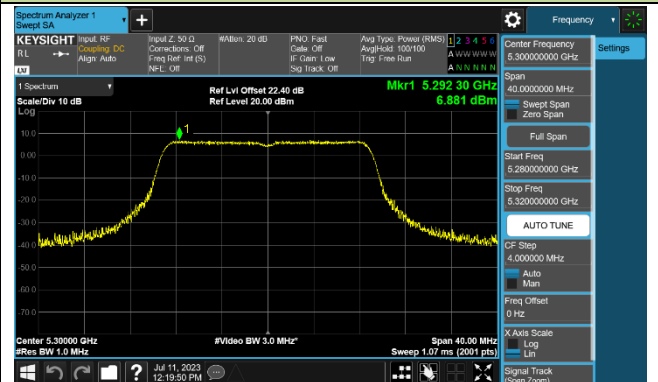 Spectrum Analyzer 1
Swept SA
+
Frequency
KEYSIGHT
RL
LXI
Input: RF
Coupling: DC
Align: Auto
Input Z: 50 Ω
Corrections: Off
Freq Ref: Int (S)
NFE: Off
#Atten: 20 dB
PNO: Fast
Gate: Off
IF Gain: Low
Sig Track: Off
Avg Type: Power (RMS)
Avg|Hold: 100/100
Trig: Free Run
1 2 3 4 5 6
A W W W W W
A N N N N N
1 Spectrum
Scale/Div 10 dB
Log
Ref Lvl Offset 22.40 dB
Ref Level 20.00 dBm
Mkr1 5.292 30 GHz
6.881 dBm
1
10.0
0.00
-10.0
-20.0
-30.0
-40.0
-50.0
-60.0
-70.0
Center 5.30000 GHz
#Res BW 1.0 MHz
#Video BW 3.0 MHz*
Span 40.00 MHz
Sweep 1.07 ms (2001 pts)
Jul 11, 2023
12:19:50 PM
?
Center Frequency
5.300000000 GHz
Settings
Span
40.0000000 MHz
Swept Span
Zero Span
Full Span
Start Freq
5.280000000 GHz
Stop Freq
5.320000000 GHz
AUTO TUNE
CF Step
4.000000 MHz
Auto
Man
Freq Offset
0 Hz
X Axis Scale
Log
Lin
Signal Track
(Span Zoom)